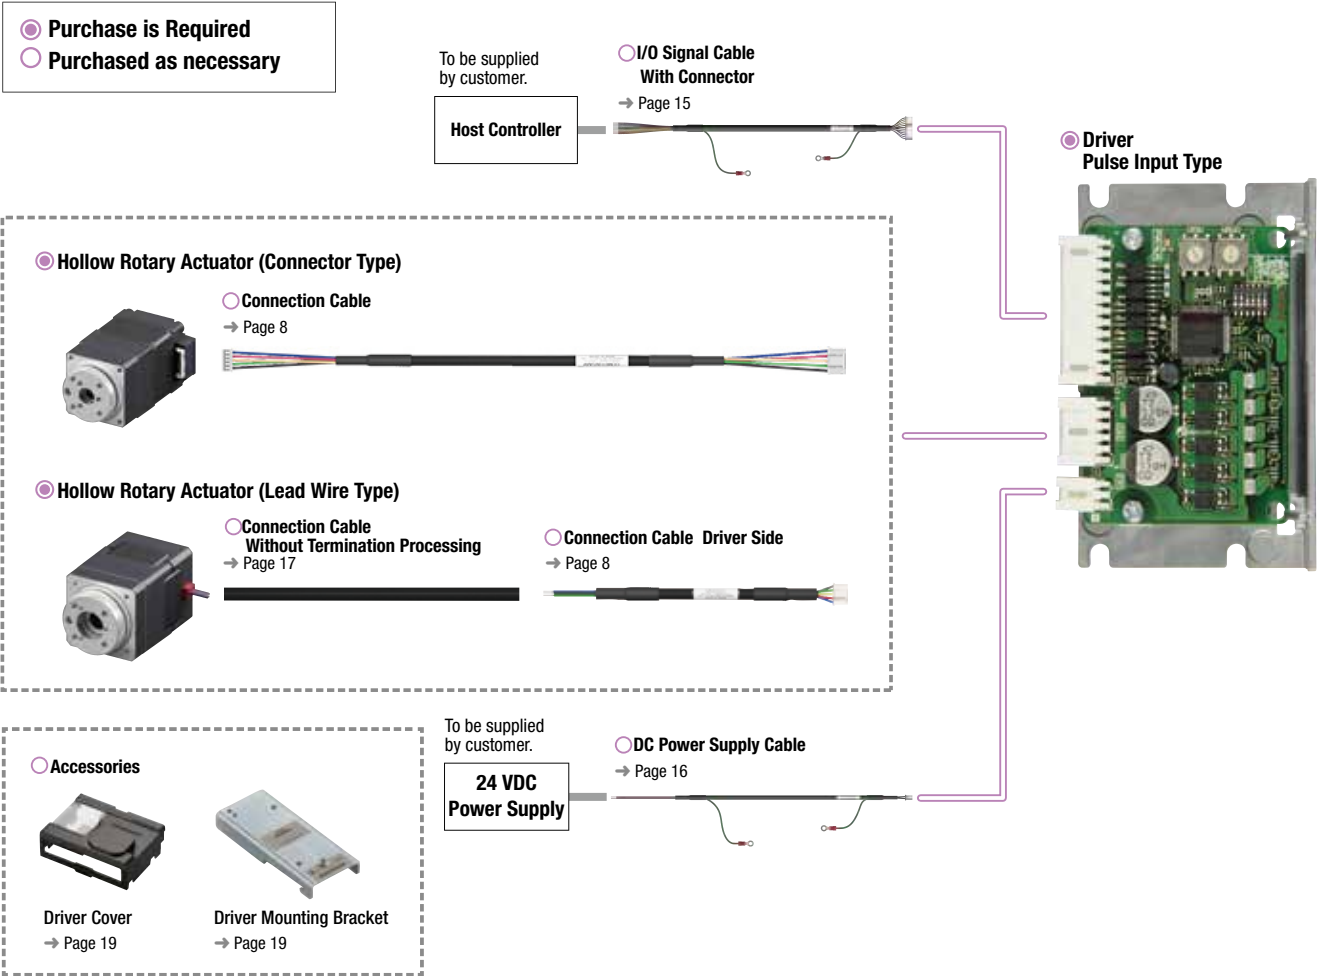 Purchase is Required
Purchased as necessary
To be supplied
by customer.
Host Controller
I/O Signal Cable
With Connector
→ Page 15
Driver
Pulse Input Type
Hollow Rotary Actuator (Connector Type)
Connection Cable
→ Page 8
Hollow Rotary Actuator (Lead Wire Type)
Connection Cable
Without Termination Processing
→ Page 17
Connection Cable Driver Side
→ Page 8
Accessories
Driver Cover
→ Page 19
Driver Mounting Bracket
→ Page 19
To be supplied
by customer.
24 VDC
Power Supply
DC Power Supply Cable
→ Page 16